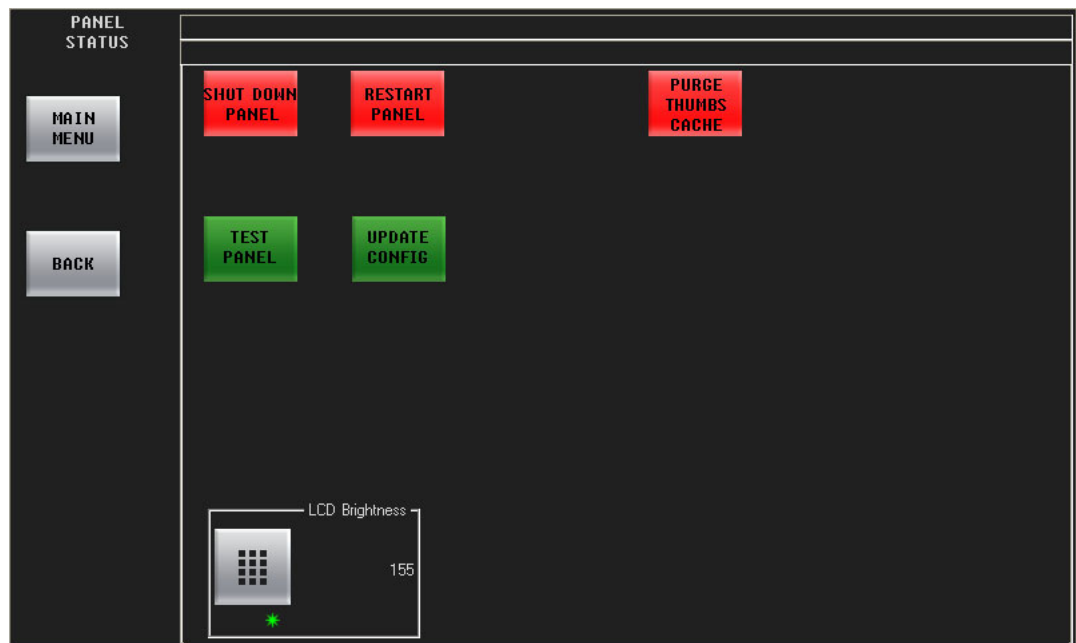 PANEL
STATUS
MAIN
MENU
BACK
SHUT DOWN
PANEL
RESTART
PANEL
PURGE
THUMBS
CACHE
TEST
PANEL
UPDATE
CONFIG
LCD Brightness
155